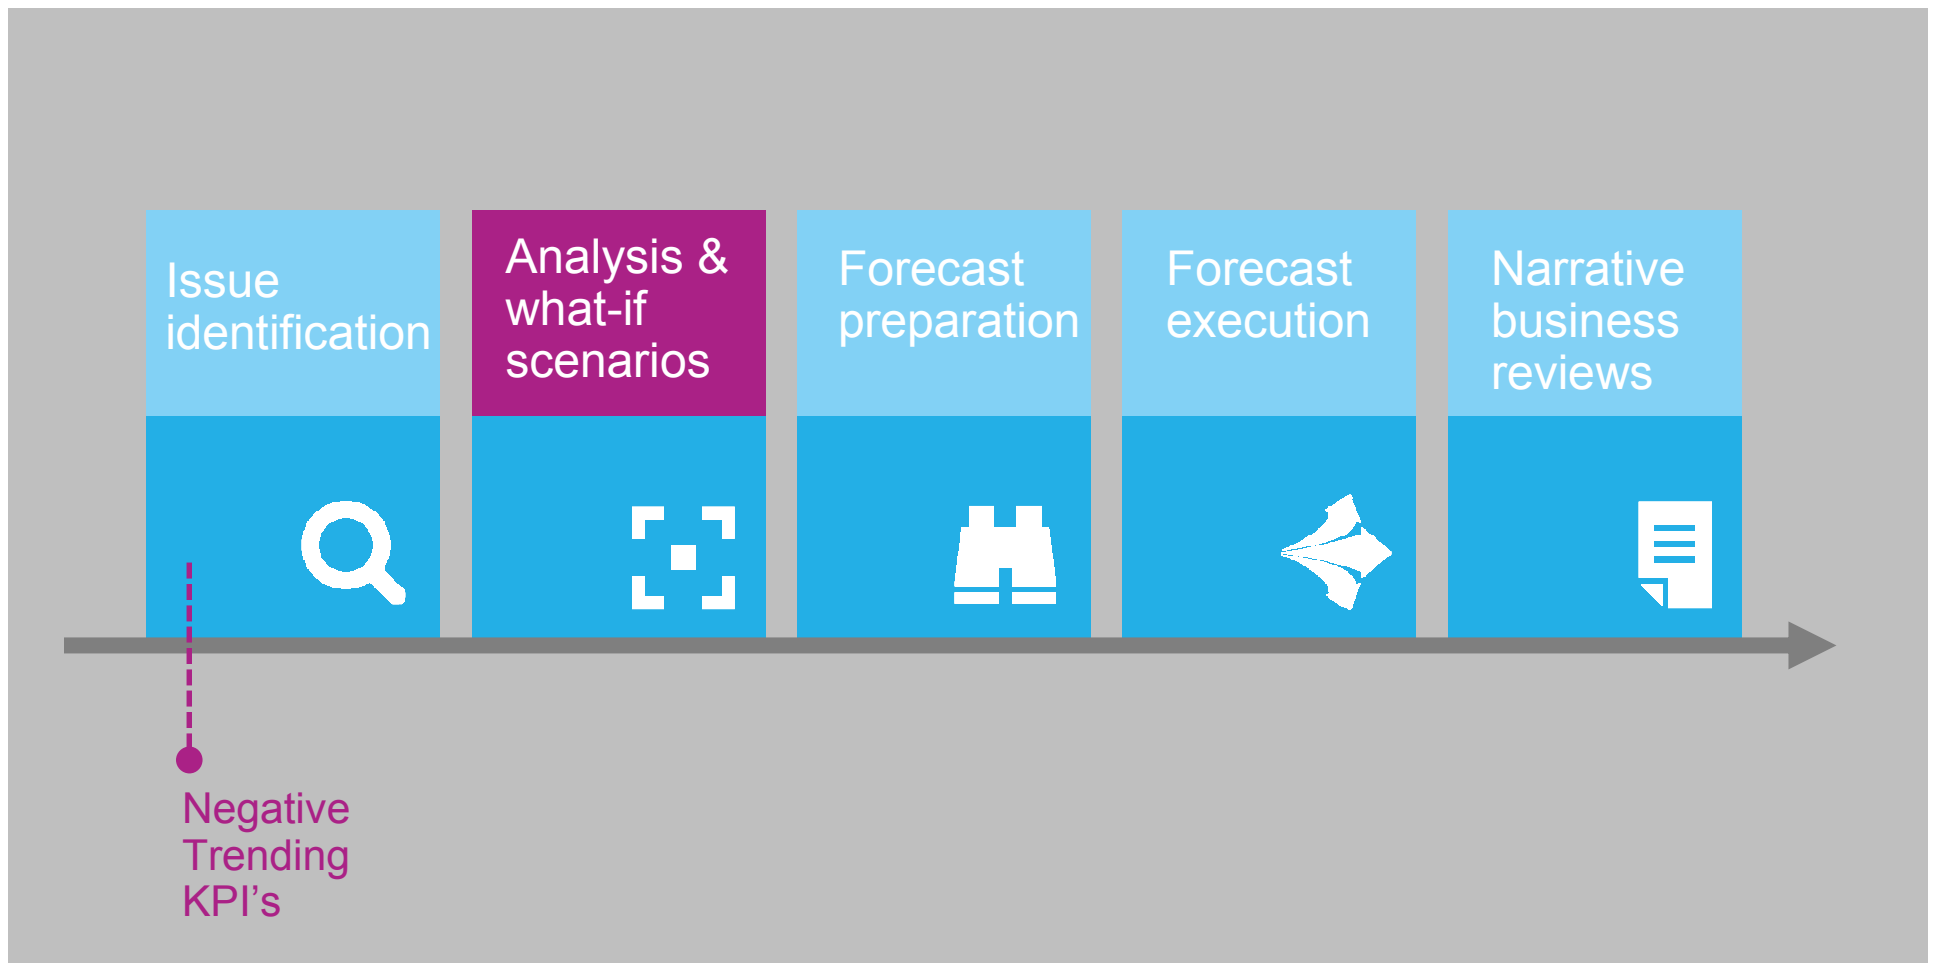 Issue
identification
Analysis &
what-if
scenarios
Forecast
preparation
Forecast
execution
Narrative
business
reviews
Negative
Trending
KPI’s